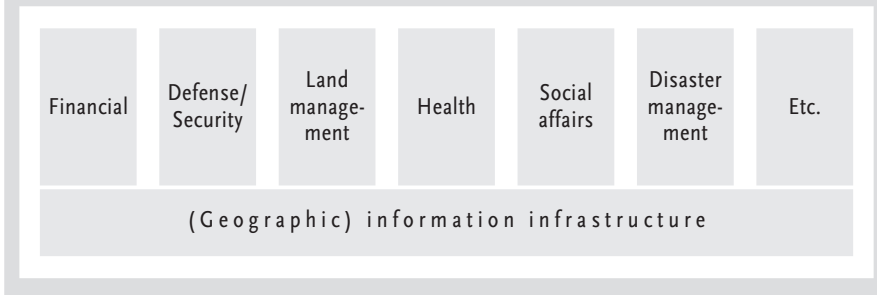 Financial
Defense/
Security
Land
manage-
ment
Health
Social
affairs
Disaster
manage-
ment
Etc.
(Geographic) information infrastructure